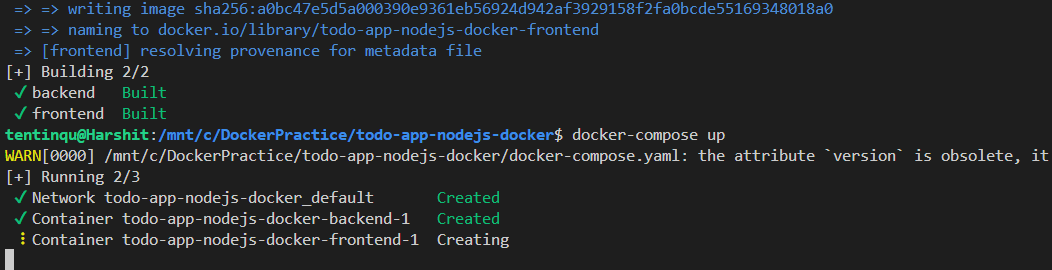 => => writing image sha256:a0bc47e5d5a000390e9361eb56924d942af3929158f2fa0bcde55169348018a0
=> => naming to docker.io/library/todo-app-nodejs-docker-frontend
=> [frontend] resolving provenance for metadata file
[+] Building 2/2
✓ backend Built
✓ frontend Built
tentinqu@Harshit:/mnt/c/DockerPractice/todo-app-nodejs-docker$ docker-compose up
WARN[0000] /mnt/c/DockerPractice/todo-app-nodejs-docker/docker-compose.yaml: the attribute `version` is obsolete, it
[+] Running 2/3
✓ Network todo-app-nodejs-docker_default Created
✓ Container todo-app-nodejs-docker-backend-1 Created
⠸ Container todo-app-nodejs-docker-frontend-1 Creating